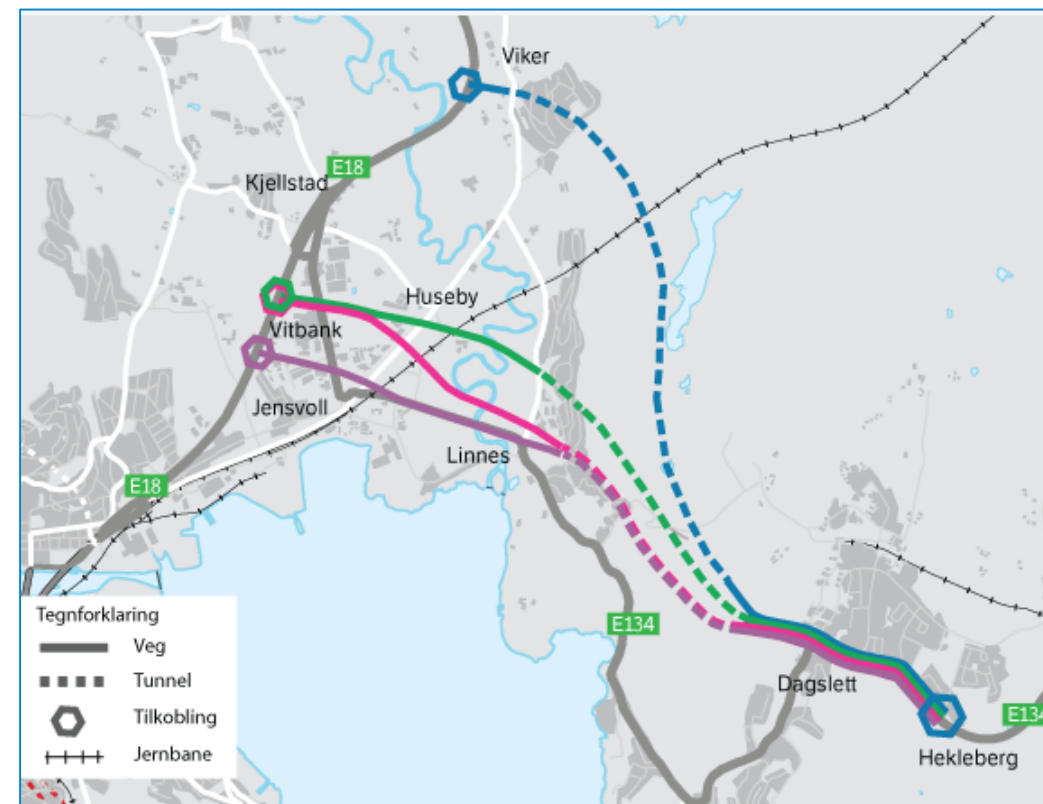 Viker
E18
Kjellstad
Huseby
Vitbank
Jensvoll
Linnes
E18
Tegnforklaring
Veg
Tunnel
Tilkobling
Jernbane
E134
Dagslett
E134
Hekleberg